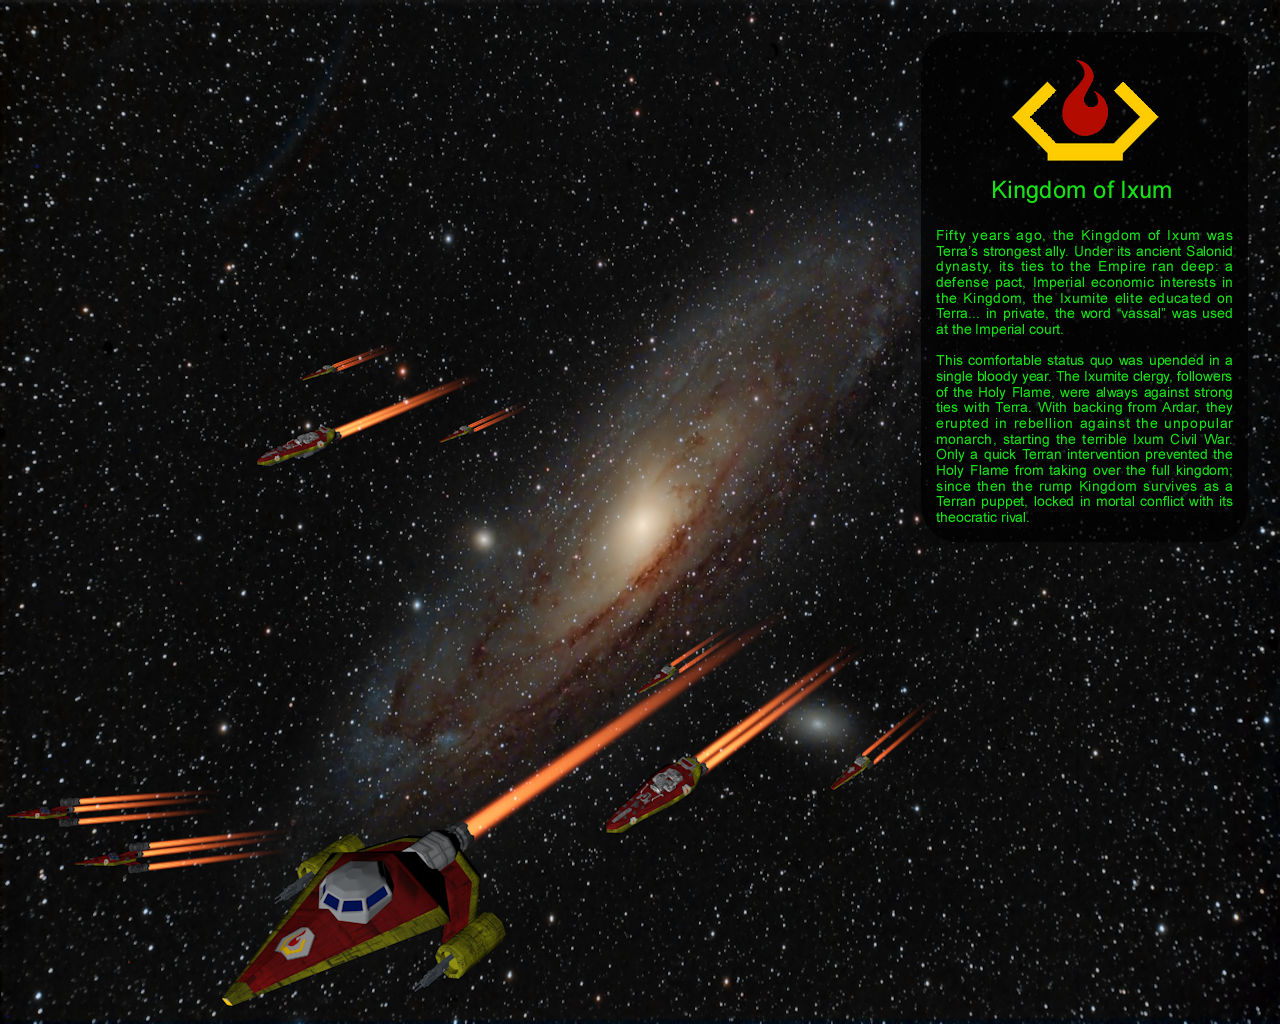 Kingdom of Ixum
Fifty years ago, the Kingdom of Ixum was
Terra's strongest ally. Under its ancient Salonid
dynasty, its ties to the Empire ran deep: a
defense pact, Imperial economic interests in
the Kingdom, the Ixumite elite educated on
Terra... in private, the word "vassal" was used
at the Imperial court.
This comfortable status quo was upended in a
single bloody year. The Ixumite clergy, followers
of the Holy Flame, were always against strong
ties with Terra. With backing from Ardar, they
erupted in rebellion against the unpopular
monarch, starting the terrible Ixum Civil War.
Only a quick Terran intervention prevented the
Holy Flame from taking over the full kingdom;
since then the rump Kingdom survives as a
Terran puppet, locked in mortal conflict with its
theocratic rival.